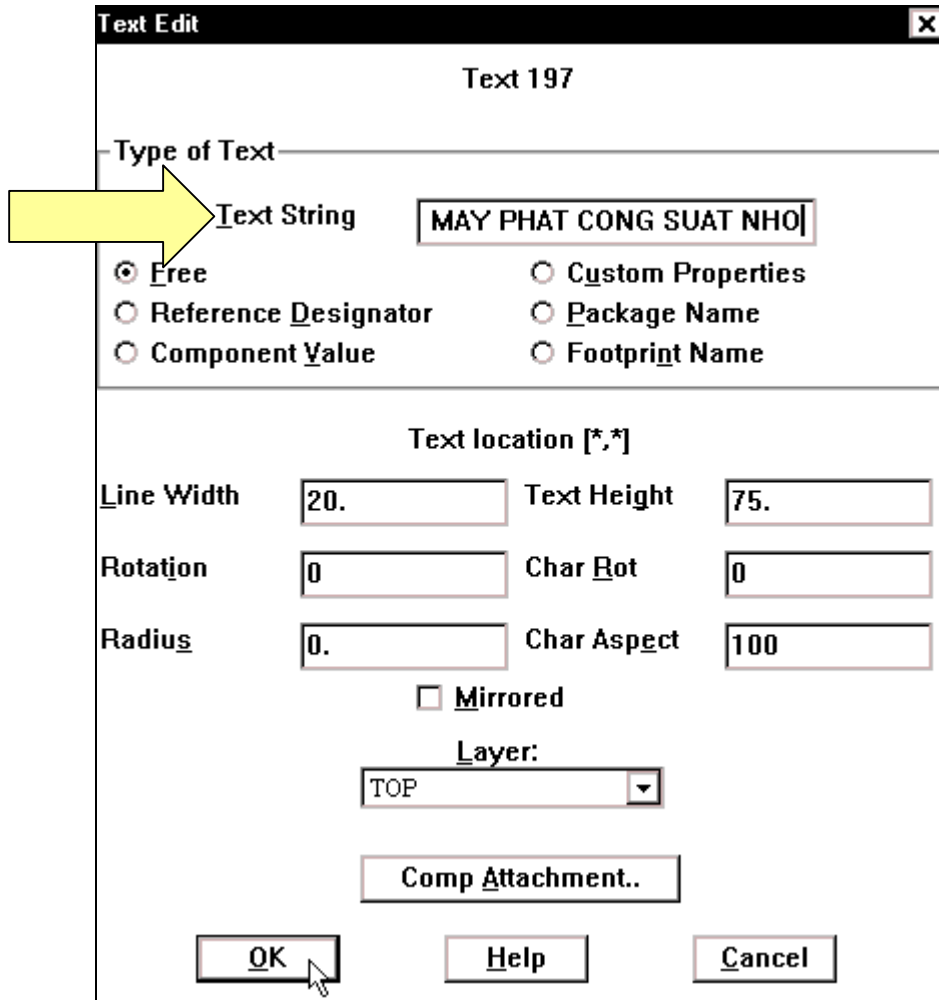 Text Edit
Text 197
Type of Text
Text String MAY PHAT CONG SUAT NHO
Free Custom Properties
Reference Designator Package Name
Component Value Footprint Name
Text location [*,*]
Line Width 20. Text Height 75.
Rotation 0 Char Rot 0
Radius 0. Char Aspect 100
Mirrored
Layer:
TOP
Comp Attachment..
OK Help Cancel